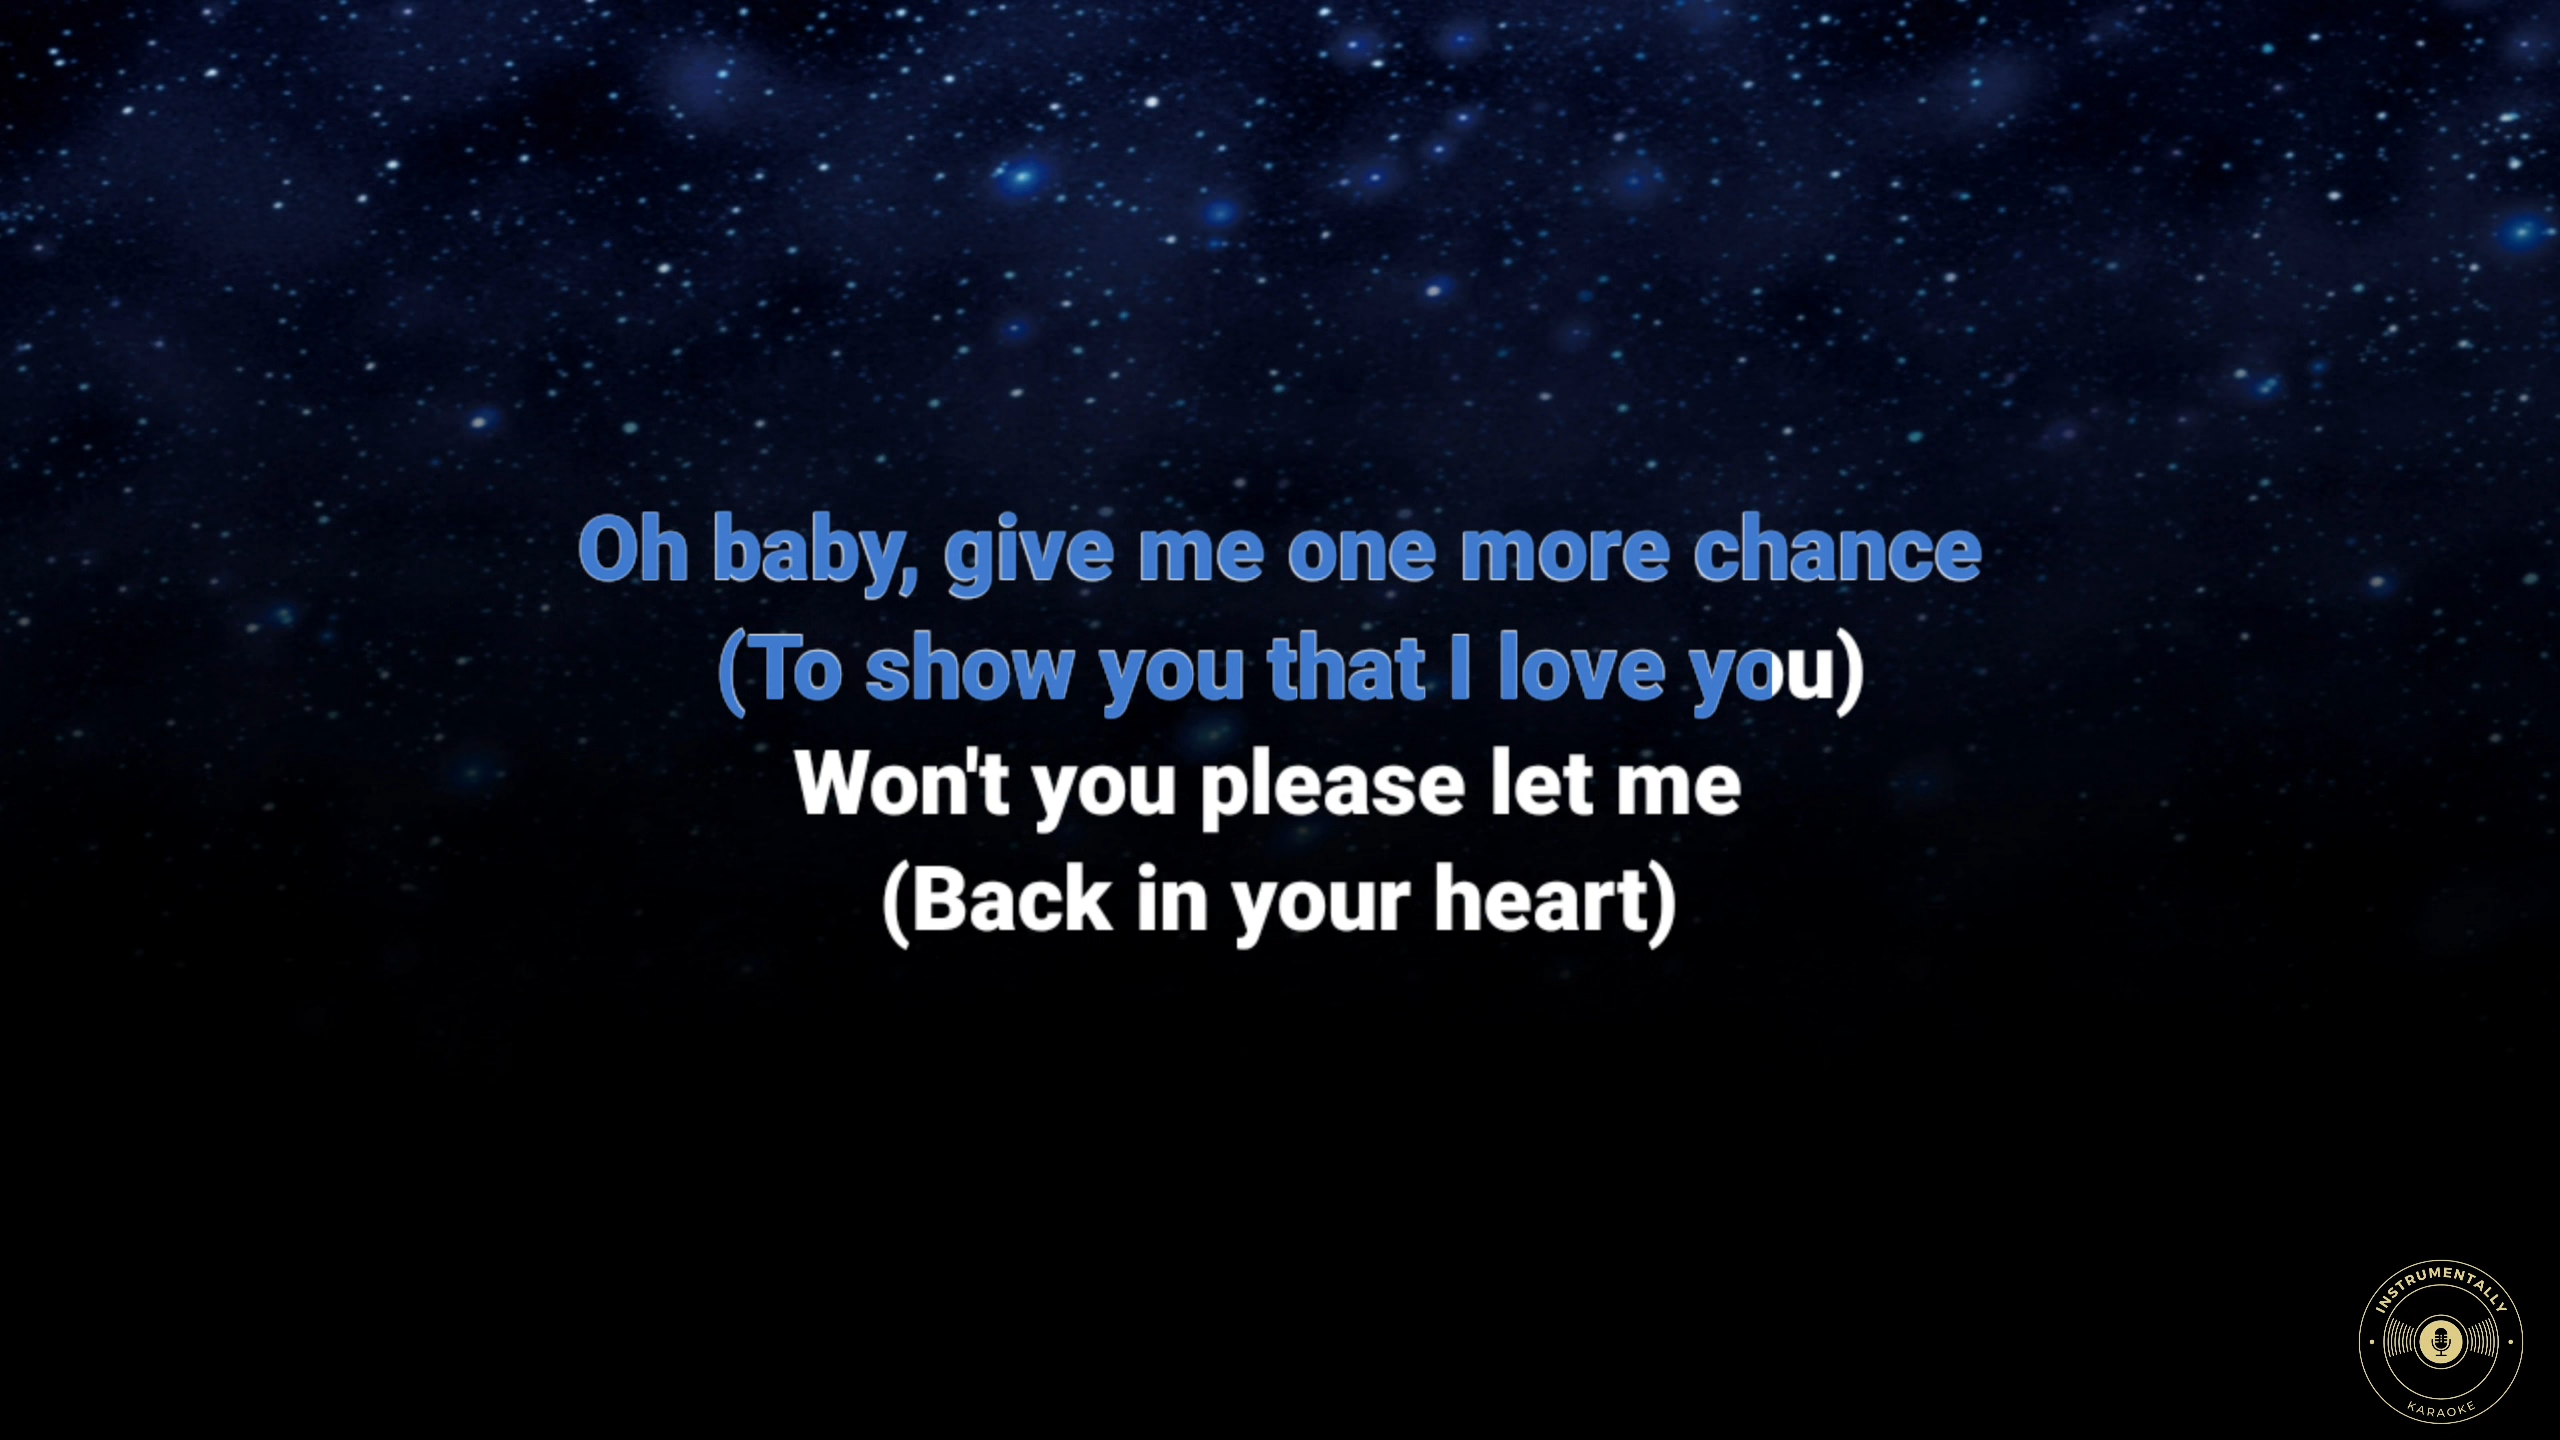 Oh baby, give me one more chance
(To show you that I love you)
Won't you please let me
(Back in your heart)
INSTRUMENTALLY
KARAOKE